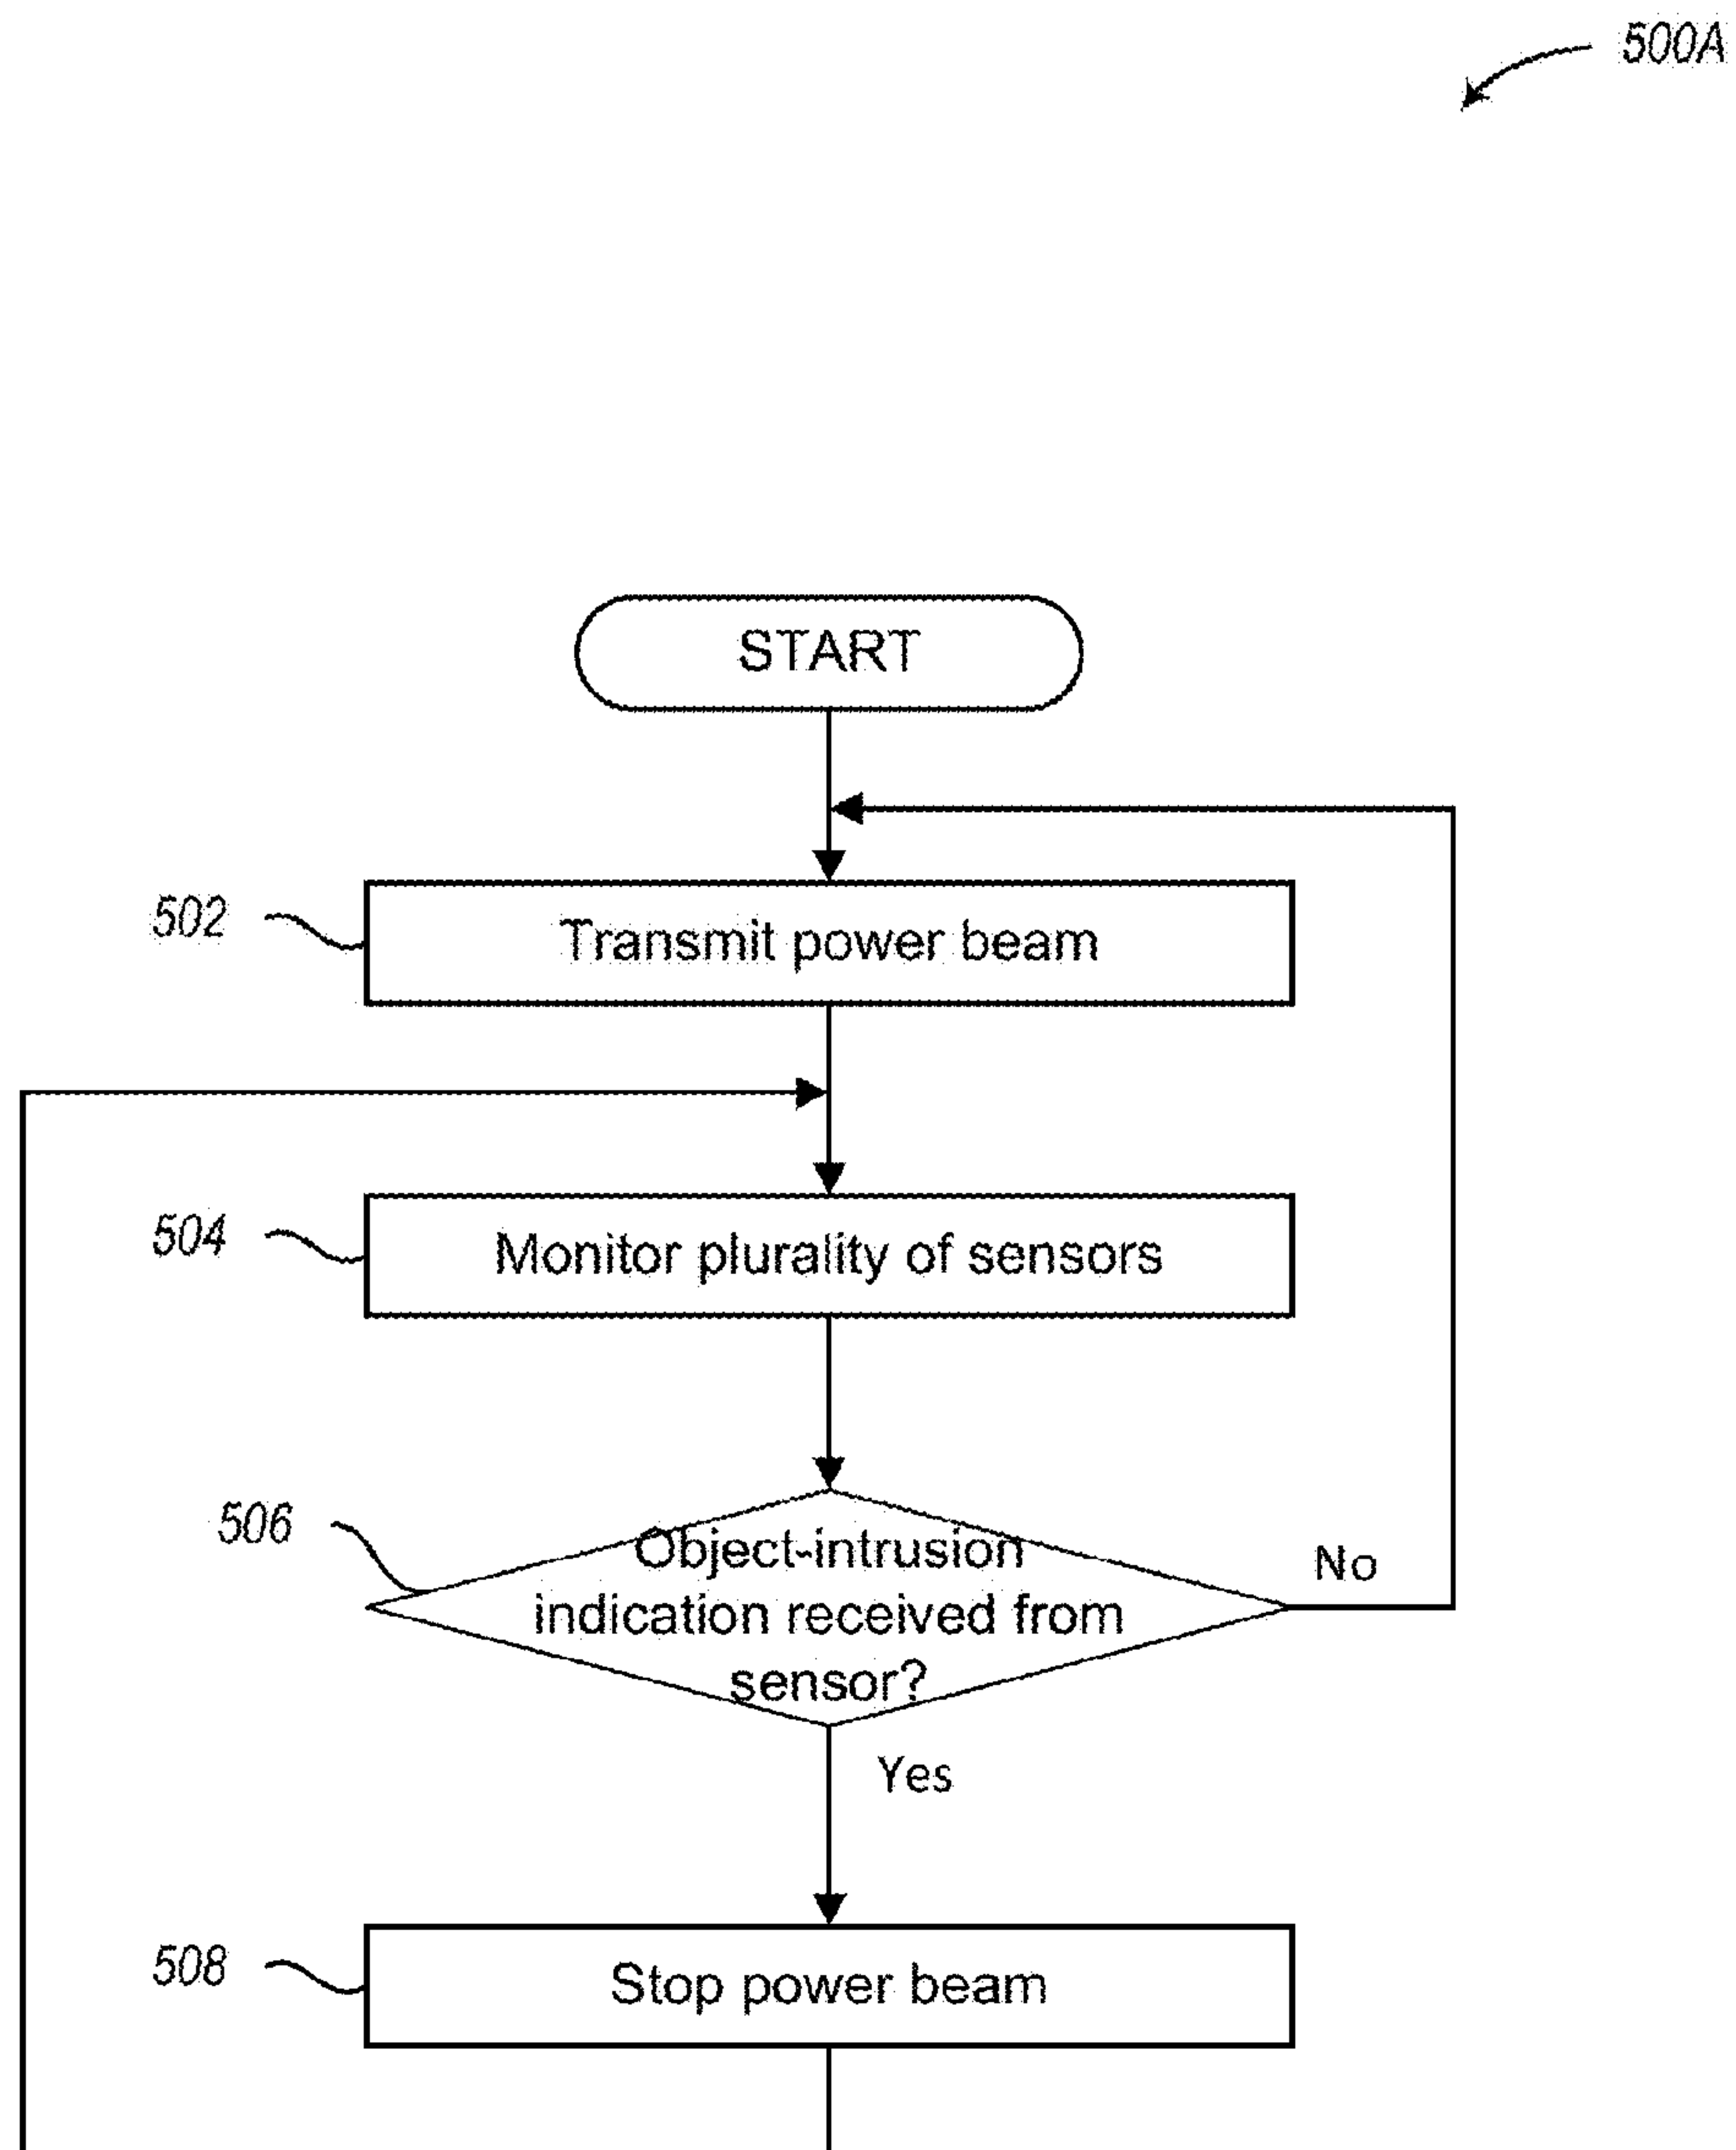 500A
START
502
Transmit power beam
504
Monitor plurality of sensors
506
Object-intrusion
indication received from
sensor?
No
Yes
508
Stop power beam